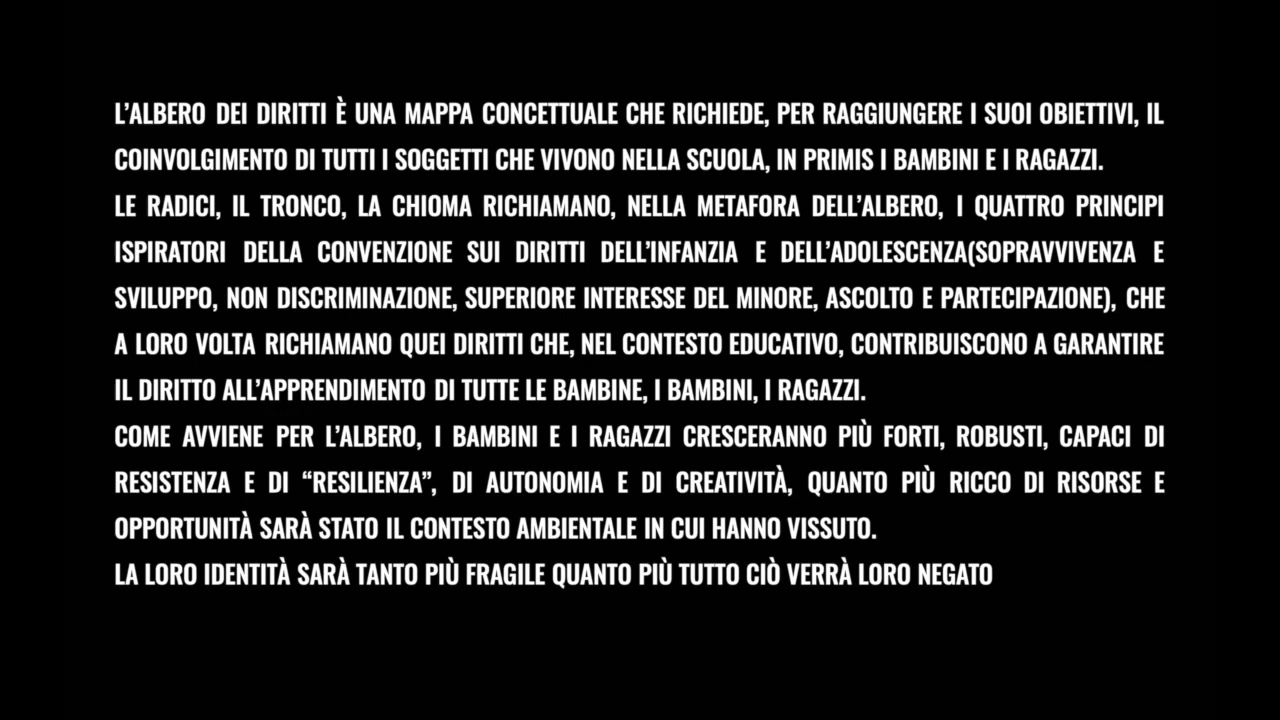 L’ALBERO DEI DIRITTI È UNA MAPPA CONCETTUALE CHE RICHIEDE, PER RAGGIUNGERE I SUOI OBIETTIVI, IL
COINVOLGIMENTO DI TUTTI I SOGGETTI CHE VIVONO NELLA SCUOLA, IN PRIMIS I BAMBINI E I RAGAZZI.
LE RADICI, IL TRONCO, LA CHIOMA RICHIAMANO, NELLA METAFORA DELL’ALBERO, I QUATTRO PRINCIPI
ISPIRATORI DELLA CONVENZIONE SUI DIRITTI DELL’INFANZIA E DELL’ADOLESCENZA(SOPRAVVIVENZA E
SVILUPPO, NON DISCRIMINAZIONE, SUPERIORE INTERESSE DEL MINORE, ASCOLTO E PARTECIPAZIONE), CHE
A LORO VOLTA RICHIAMANO QUEI DIRITTI CHE, NEL CONTESTO EDUCATIVO, CONTRIBUISCONO A GARANTIRE
IL DIRITTO ALL’APPRENDIMENTO DI TUTTE LE BAMBINE, I BAMBINI, I RAGAZZI.
COME AVVIENE PER L’ALBERO, I BAMBINI E I RAGAZZI CRESCERANNO PIÙ FORTI, ROBUSTI, CAPACI DI
RESISTENZA E DI “RESILIENZA”, DI AUTONOMIA E DI CREATIVITÀ, QUANTO PIÙ RICCO DI RISORSE E
OPPORTUNITÀ SARÀ STATO IL CONTESTO AMBIENTALE IN CUI HANNO VISSUTO.
LA LORO IDENTITÀ SARÀ TANTO PIÙ FRAGILE QUANTO PIÙ TUTTO CIÒ VERRÀ LORO NEGATO